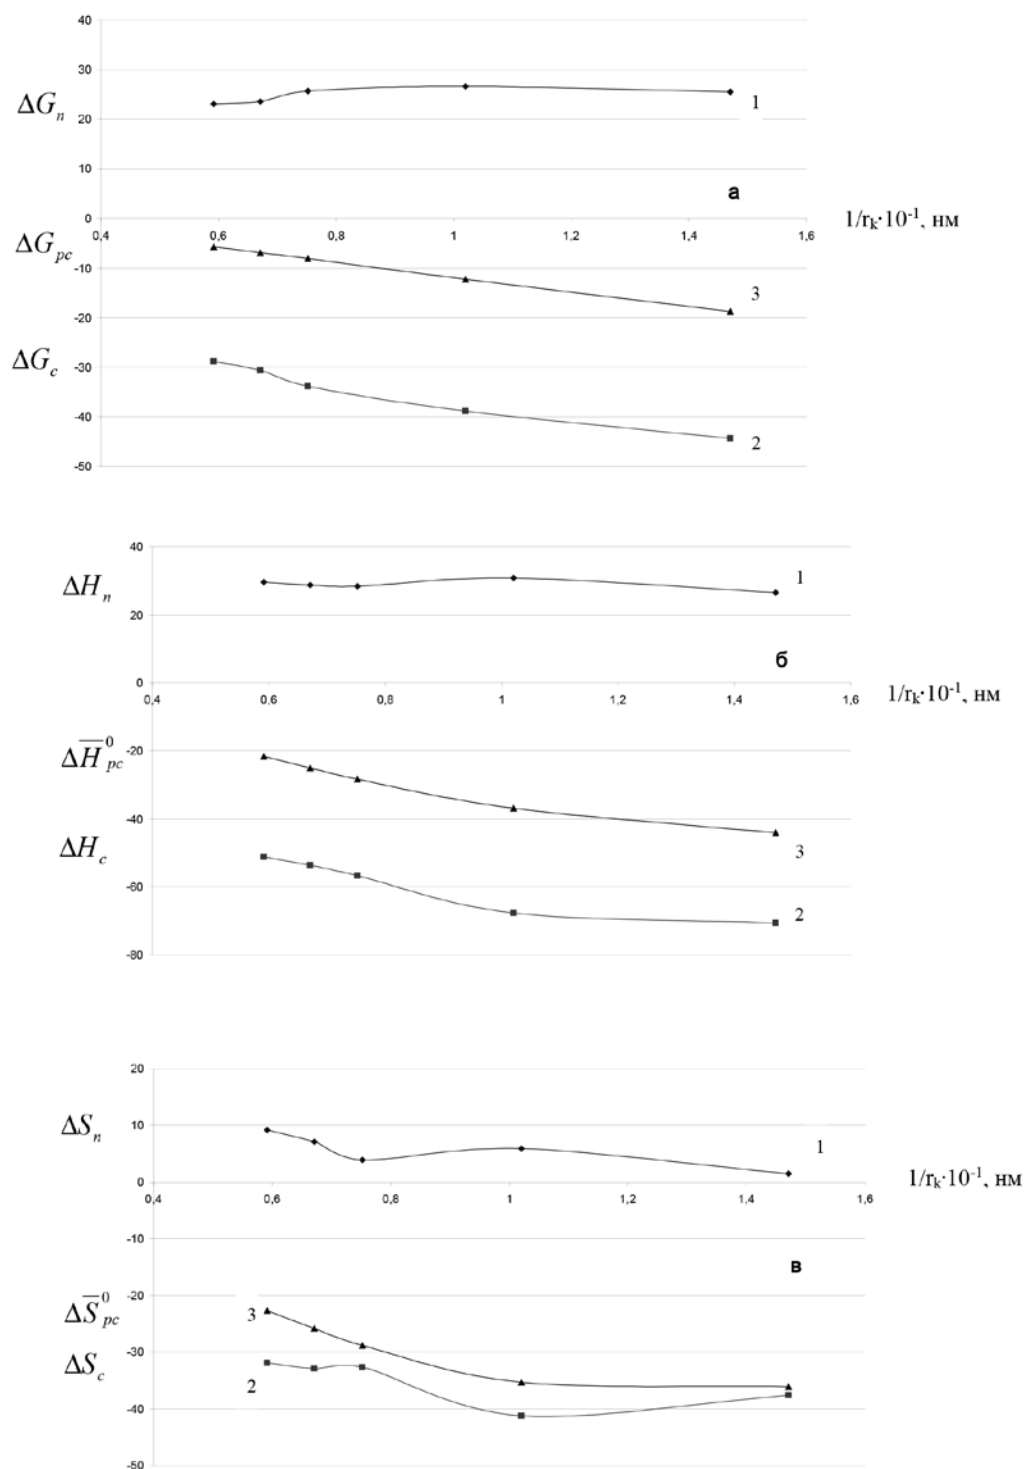 40
30
ΔG_n
1
20
10
а
0
1/r_k·10^-1, нм
0,4 0,6 0,8 1 1,2 1,4 1,6
ΔG_pc
-10
3
-20
ΔG_c
-30
-40
2
-50
40
ΔH_n
1
20
б
0
1/r_k·10^-1, нм
0,4 0,6 0,8 1 1,2 1,4 1,6
ΔH̅^0_pc
-20
-40
ΔH_c
3
-60
2
-80
20
ΔS_n
10
1
0
1/r_k·10^-1, нм
0,4 0,6 0,8 1 1,2 1,4 1,6
-10
в
-20
ΔS̅^0_pc
3
-30
ΔS_c
2
-40
-50